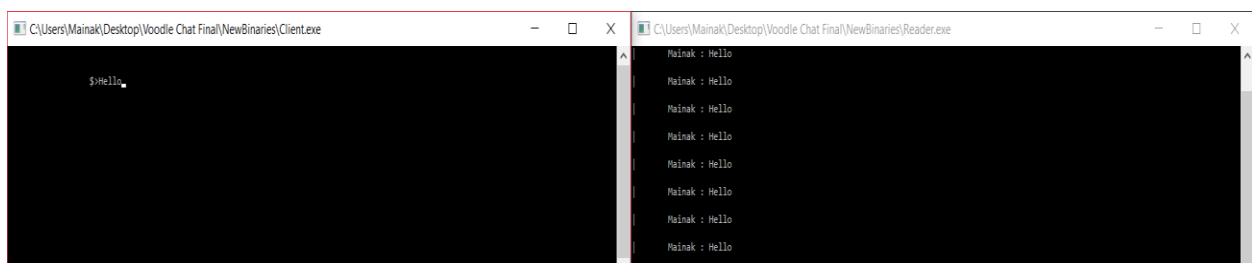 C:\Users\Mainak\Desktop\Voodle Chat Final\NewBinaries\Client.exe
$>Hello
C:\Users\Mainak\Desktop\Voodle Chat Final\NewBinaries\Reader.exe
| Mainak : Hello
| Mainak : Hello
| Mainak : Hello
| Mainak : Hello
| Mainak : Hello
| Mainak : Hello
| Mainak : Hello
| Mainak : Hello